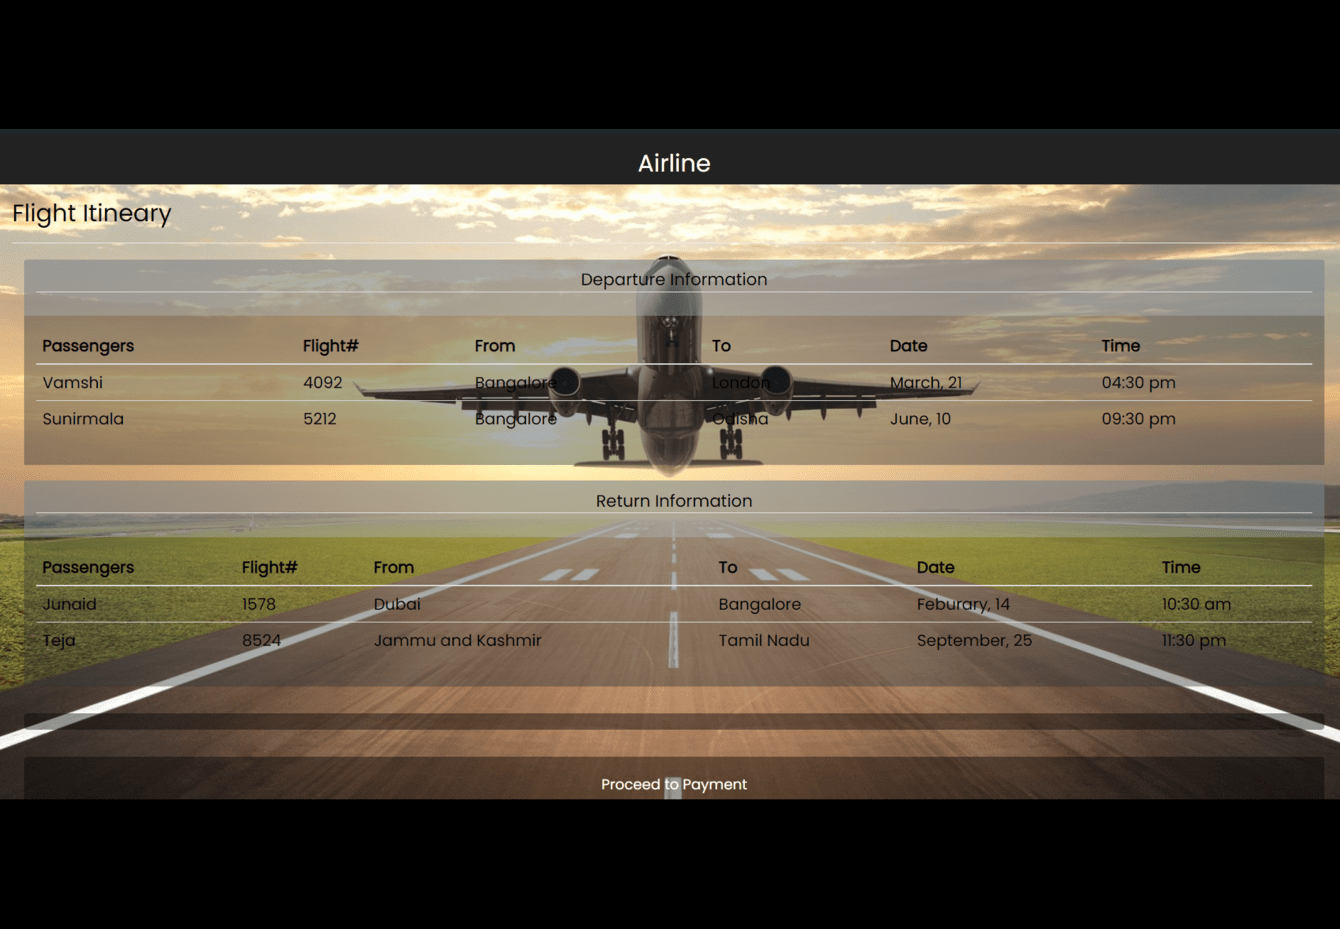 Airline
Flight Itineary
Departure Information
Passengers Flight# From To Date Time
Vamshi 4092 Bangalore London March, 21 04:30 pm
Sunirmala 5212 Bangalore Odisha June, 10 09:30 pm
Return Information
Passengers Flight# From To Date Time
Junaid 1578 Dubai Bangalore Feburary, 14 10:30 am
Teja 8524 Jammu and Kashmir Tamil Nadu September, 25 11:30 pm
Proceed to Payment